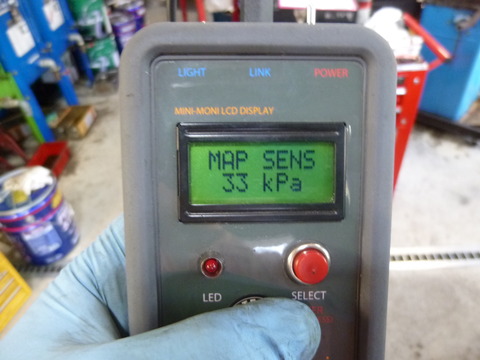 LIGHT LINK POWER
MINI-MONI LCD DISPLAY
MAP SENS
33 kPa
LED SELECT